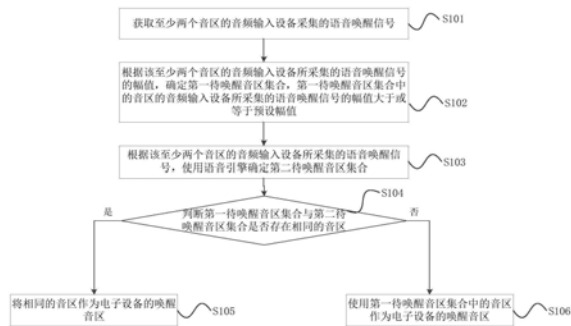 获取至少两个音区的音频输入设备采集的语音唤醒信号
S101
根据该至少两个音区的音频输入设备所采集的语音唤醒信号
的幅值，确定第一待唤醒音区集合，第一待唤醒音区集合中
的音区的音频输入设备所采集的语音唤醒信号的幅值大于或
等于预设幅值
S102
根据该至少两个音区的音频输入设备所采集的语音唤醒信
号，使用语音引擎确定第二待唤醒音区集合
S103
S104
是
判断第一待唤醒音区集合与第二待
唤醒音区集合是否存在相同的音区
否
将相同的音区作为电子设备的唤醒
音区
S105
使用第一待唤醒音区集合中的音区
作为电子设备的唤醒音区
S106